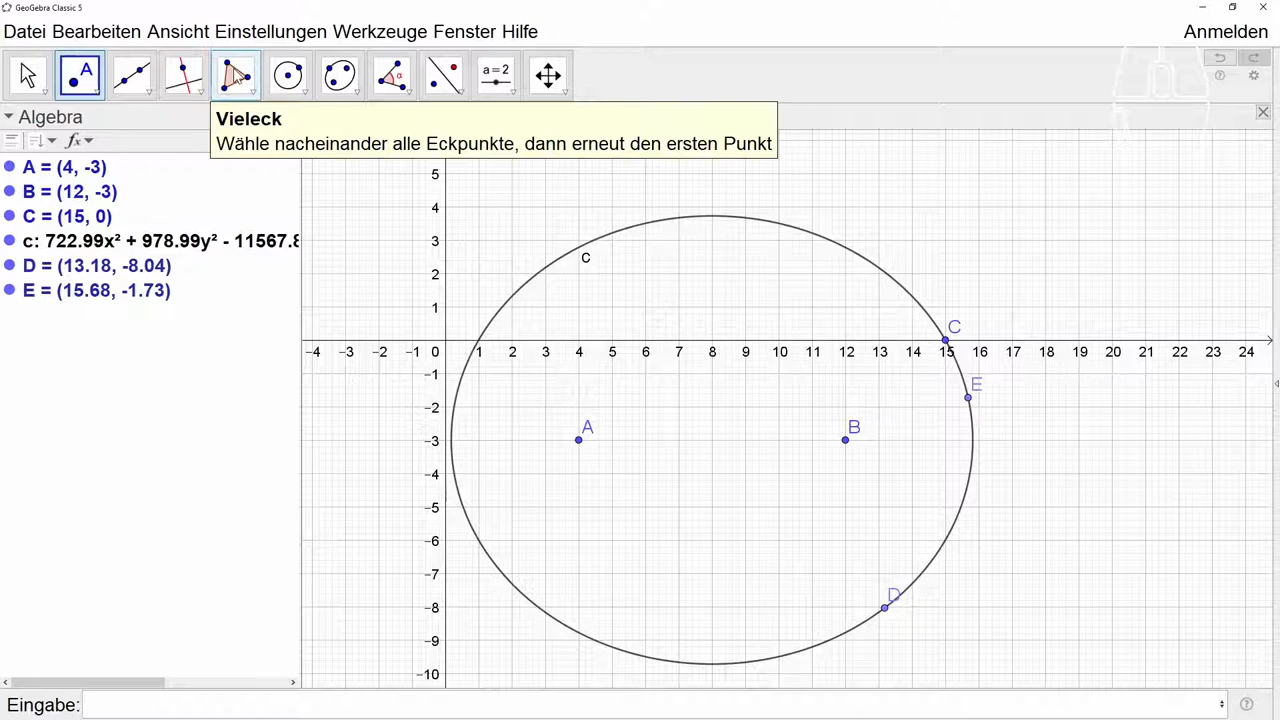 GeoGebra Classic 5
Datei Bearbeiten Ansicht Einstellungen Werkzeuge Fenster Hilfe
Anmelden
A
α
a=2
Algebra
fx
Vieleck
Wähle nacheinander alle Eckpunkte, dann erneut den ersten Punkt
A = (4, -3)
B = (12, -3)
C = (15, 0)
c: 722.99x² + 978.99y² - 11567.8
D = (13.18, -8.04)
E = (15.68, -1.73)
5
4
3
2
1
-4 -3 -2 -1 0 1 2 3 4 5 6 7 8 9 10 11 12 13 14 15 16 17 18 19 20 21 22 23 24
-1
-2
-3
-4
-5
-6
-7
-8
-9
-10
c
C
E
A
B
D
Eingabe: